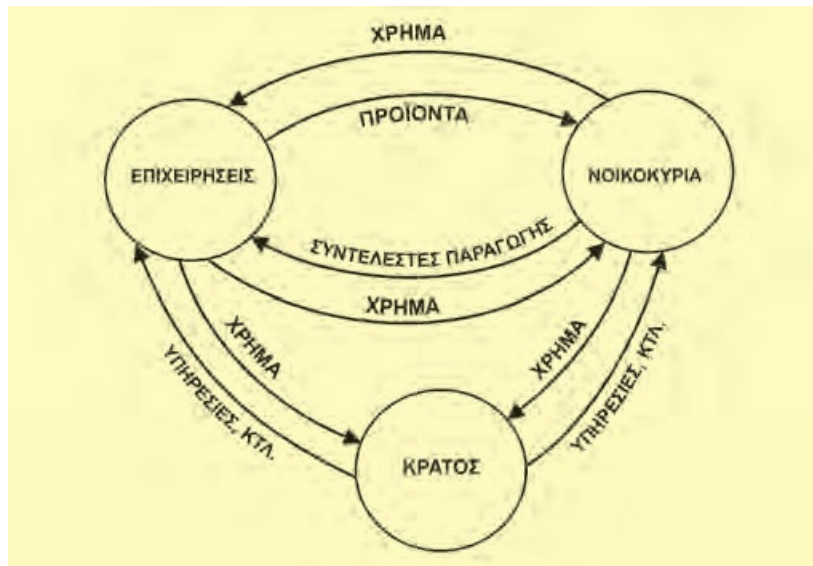 ΧΡΗΜΑ
ΠΡΟΪΟΝΤΑ
ΕΠΙΧΕΙΡΗΣΕΙΣ
ΝΟΙΚΟΚΥΡΙΑ
ΣΥΝΤΕΛΕΣΤΕΣ ΠΑΡΑΓΩΓΗΣ
ΧΡΗΜΑ
ΧΡΗΜΑ
ΥΠΗΡΕΣΙΕΣ, ΚΤΛ.
ΧΡΗΜΑ
ΥΠΗΡΕΣΙΕΣ, ΚΤΛ.
ΚΡΑΤΟΣ